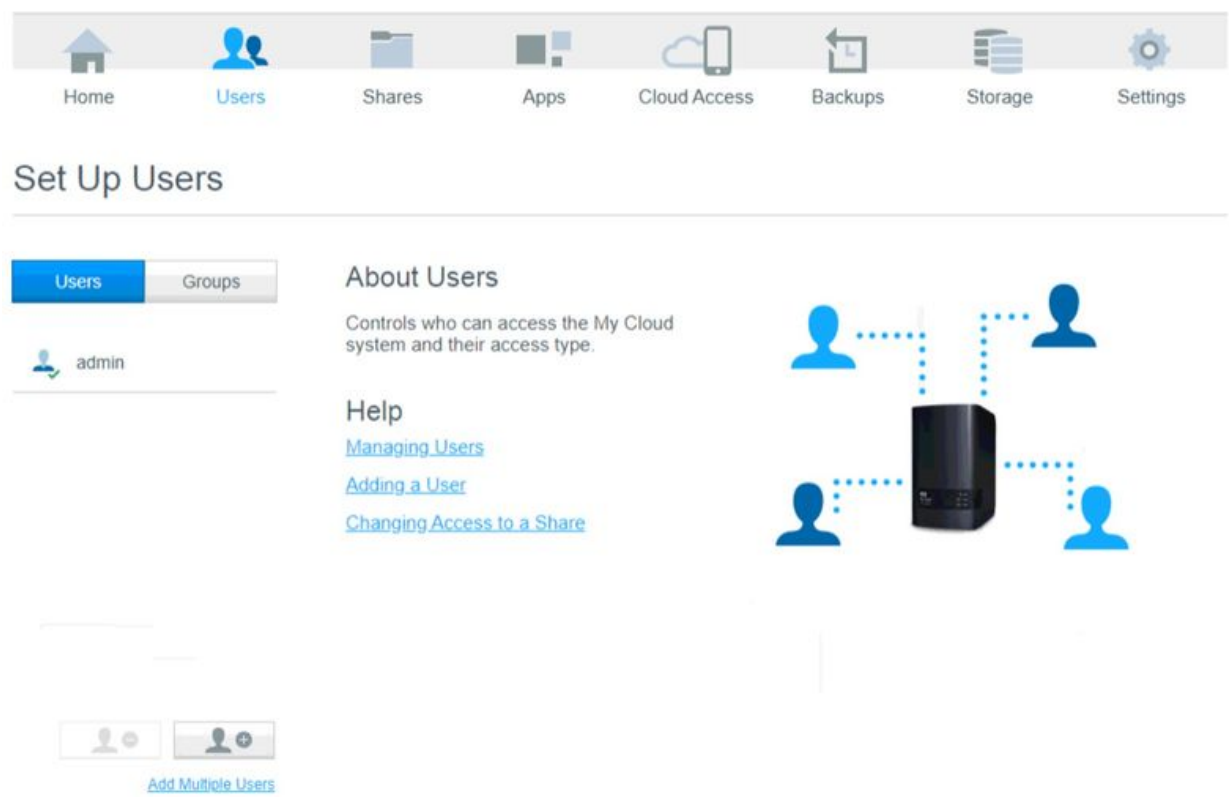 Home
Users
Shares
Apps
Cloud Access
Backups
Storage
Settings
Set Up Users
Users
Groups
admin
About Users
Controls who can access the My Cloud
system and their access type.
Help
Managing Users
Adding a User
Changing Access to a Share
Add Multiple Users